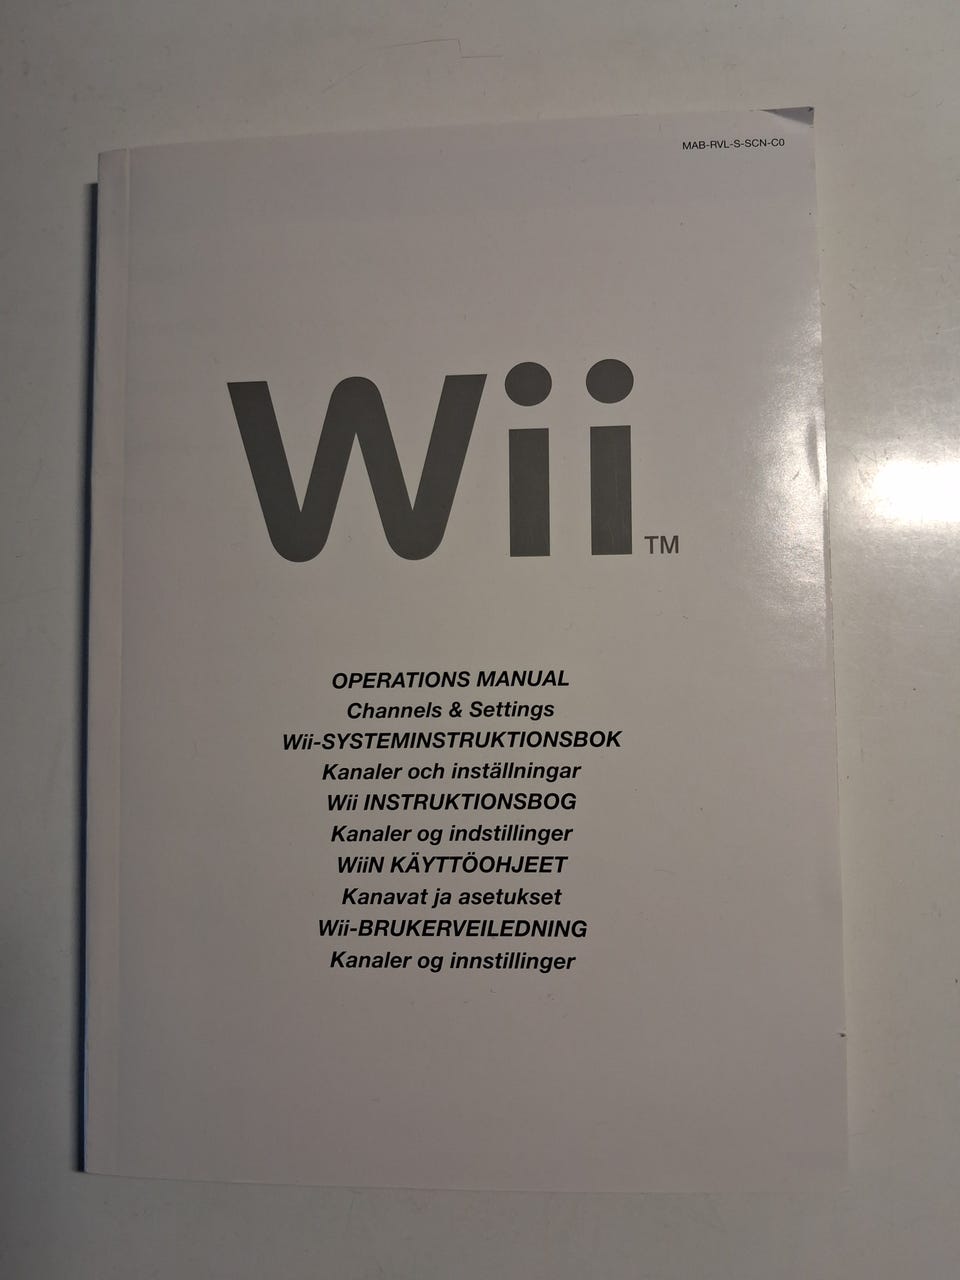 MAB-RVL-S-SCN-C0
Wii TM
OPERATIONS MANUAL
Channels & Settings
Wii-SYSTEMINSTRUKTIONSBOK
Kanaler och inställningar
Wii INSTRUKTIONSBOG
Kanaler og indstillinger
WiiN KÄYTTÖOHJEET
Kanavat ja asetukset
Wii-BRUKERVEILEDNING
Kanaler og innstillinger